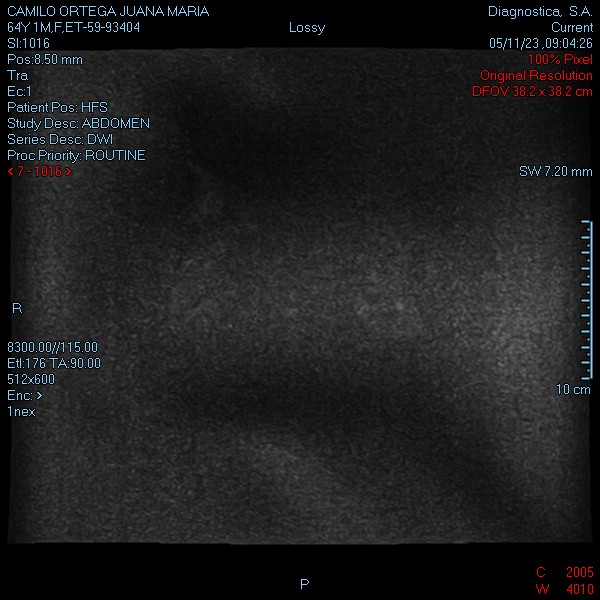 CAMILO ORTEGA JUANA MARIA
64Y 1M,F,ET-59-93404
SI:1016
Pos:8.50 mm
Tra
Ec:1
Patient Pos: HFS
Study Desc: ABDOMEN
Series Desc: DWI
Proc Priority: ROUTINE
< 7 - 1016 >
Lossy
Diagnostica, S.A.
Current
05/11/23 ,09:04:26
100% Pixel
Original Resolution
DFOV 38.2 x 38.2 cm
SW 7.20 mm
R
8300.00//115.00
Etl:176 TA:90.00
512x600
Enc: >
1nex
10 cm
P
C 2005
W 4010